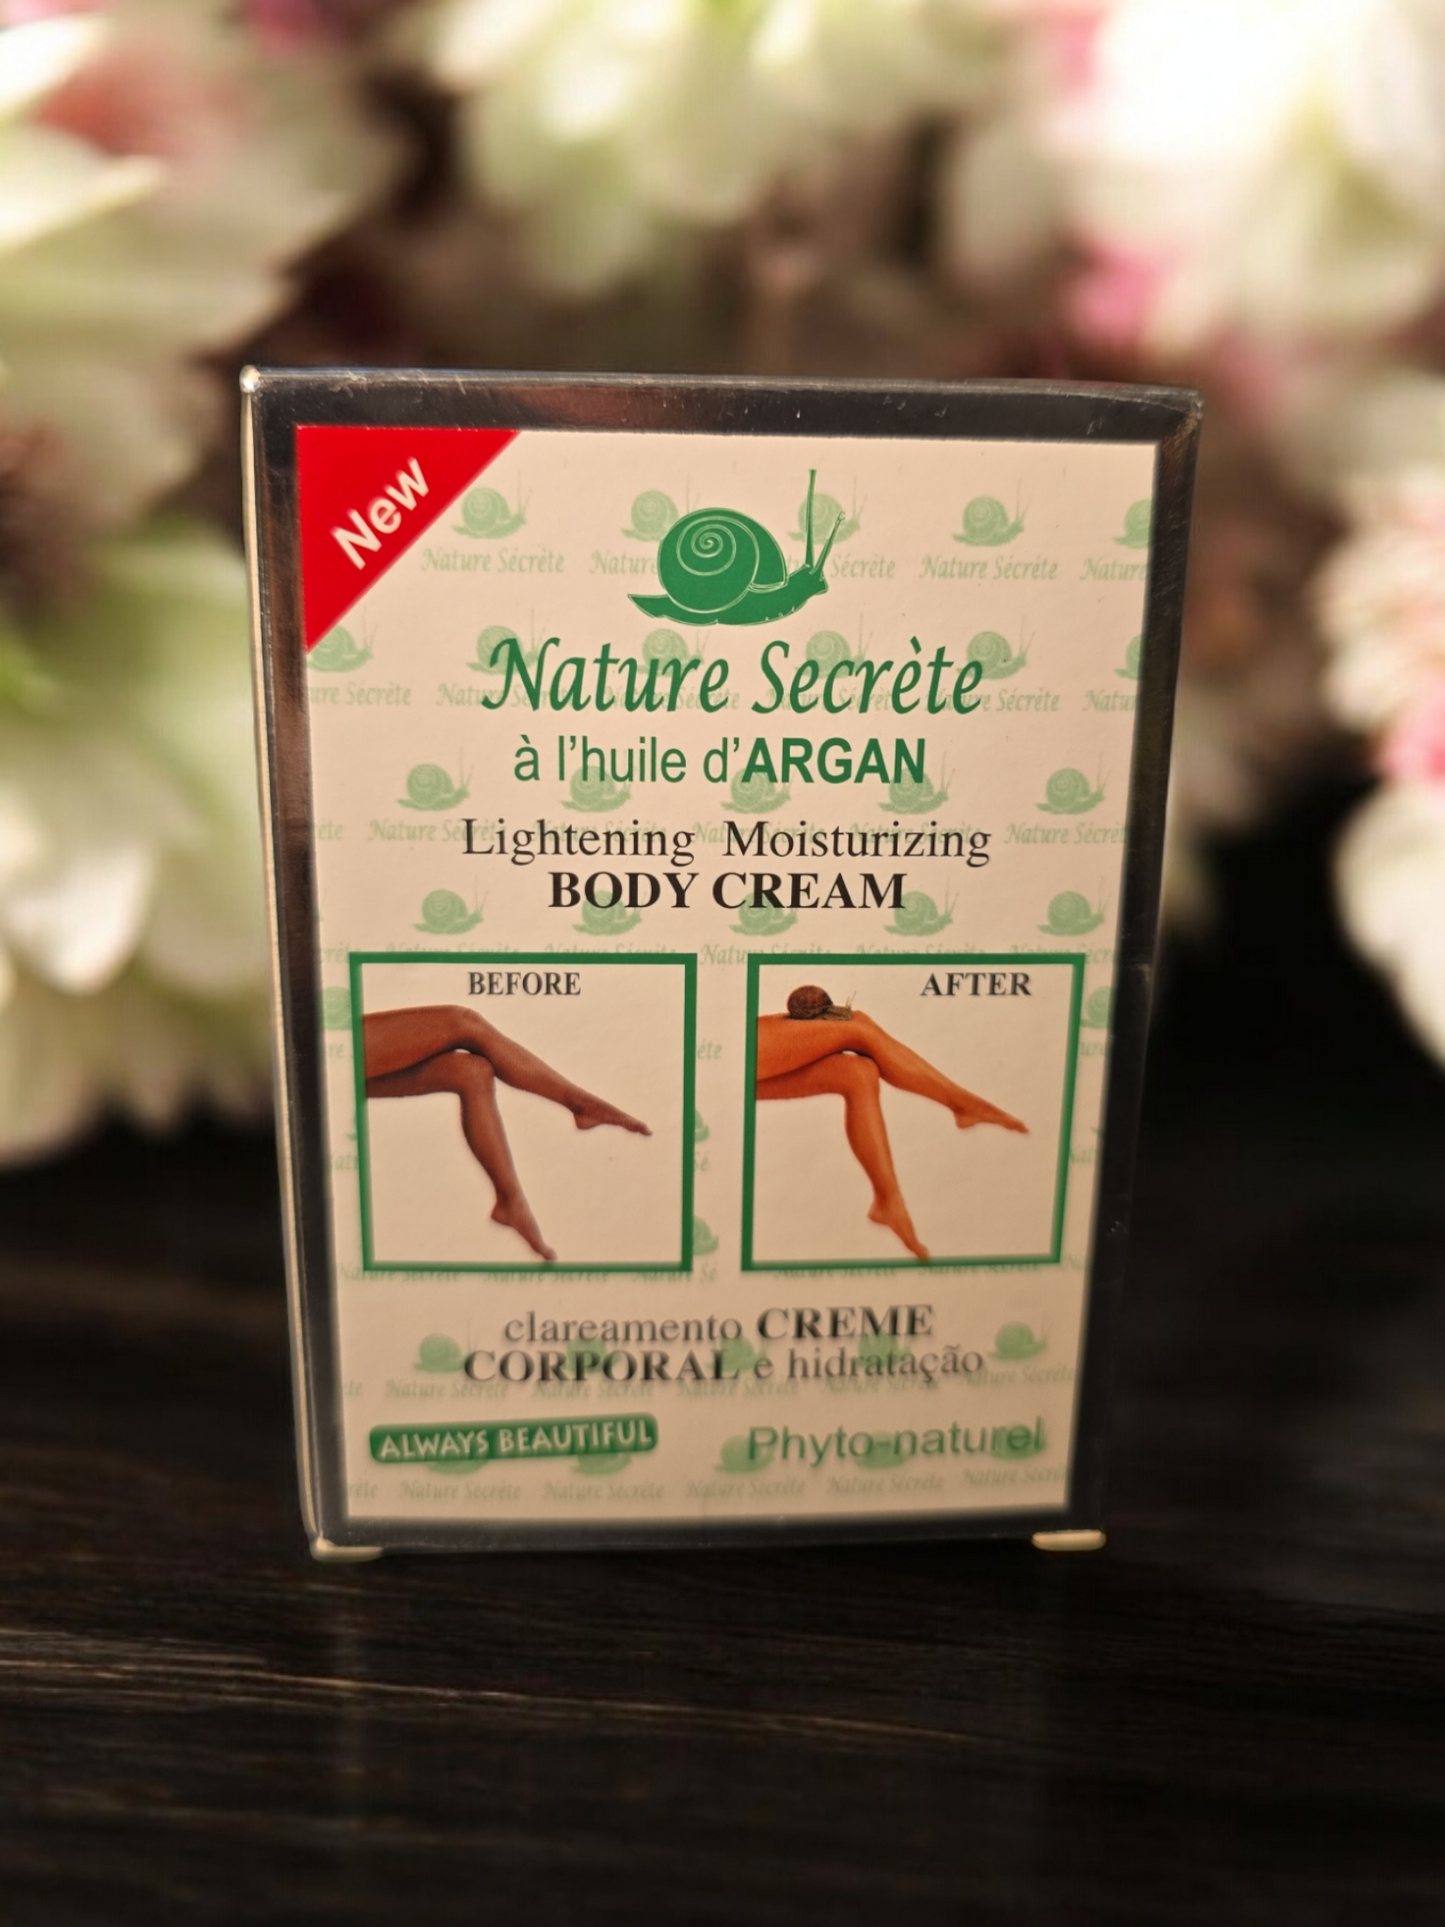 New
Nature Secrète
à l'huile d'ARGAN
Lightening Moisturizing
BODY CREAM
BEFORE
AFTER
clareamento CREME
CORPORAL e hidratação
ALWAYS BEAUTIFUL
Phyto-naturel